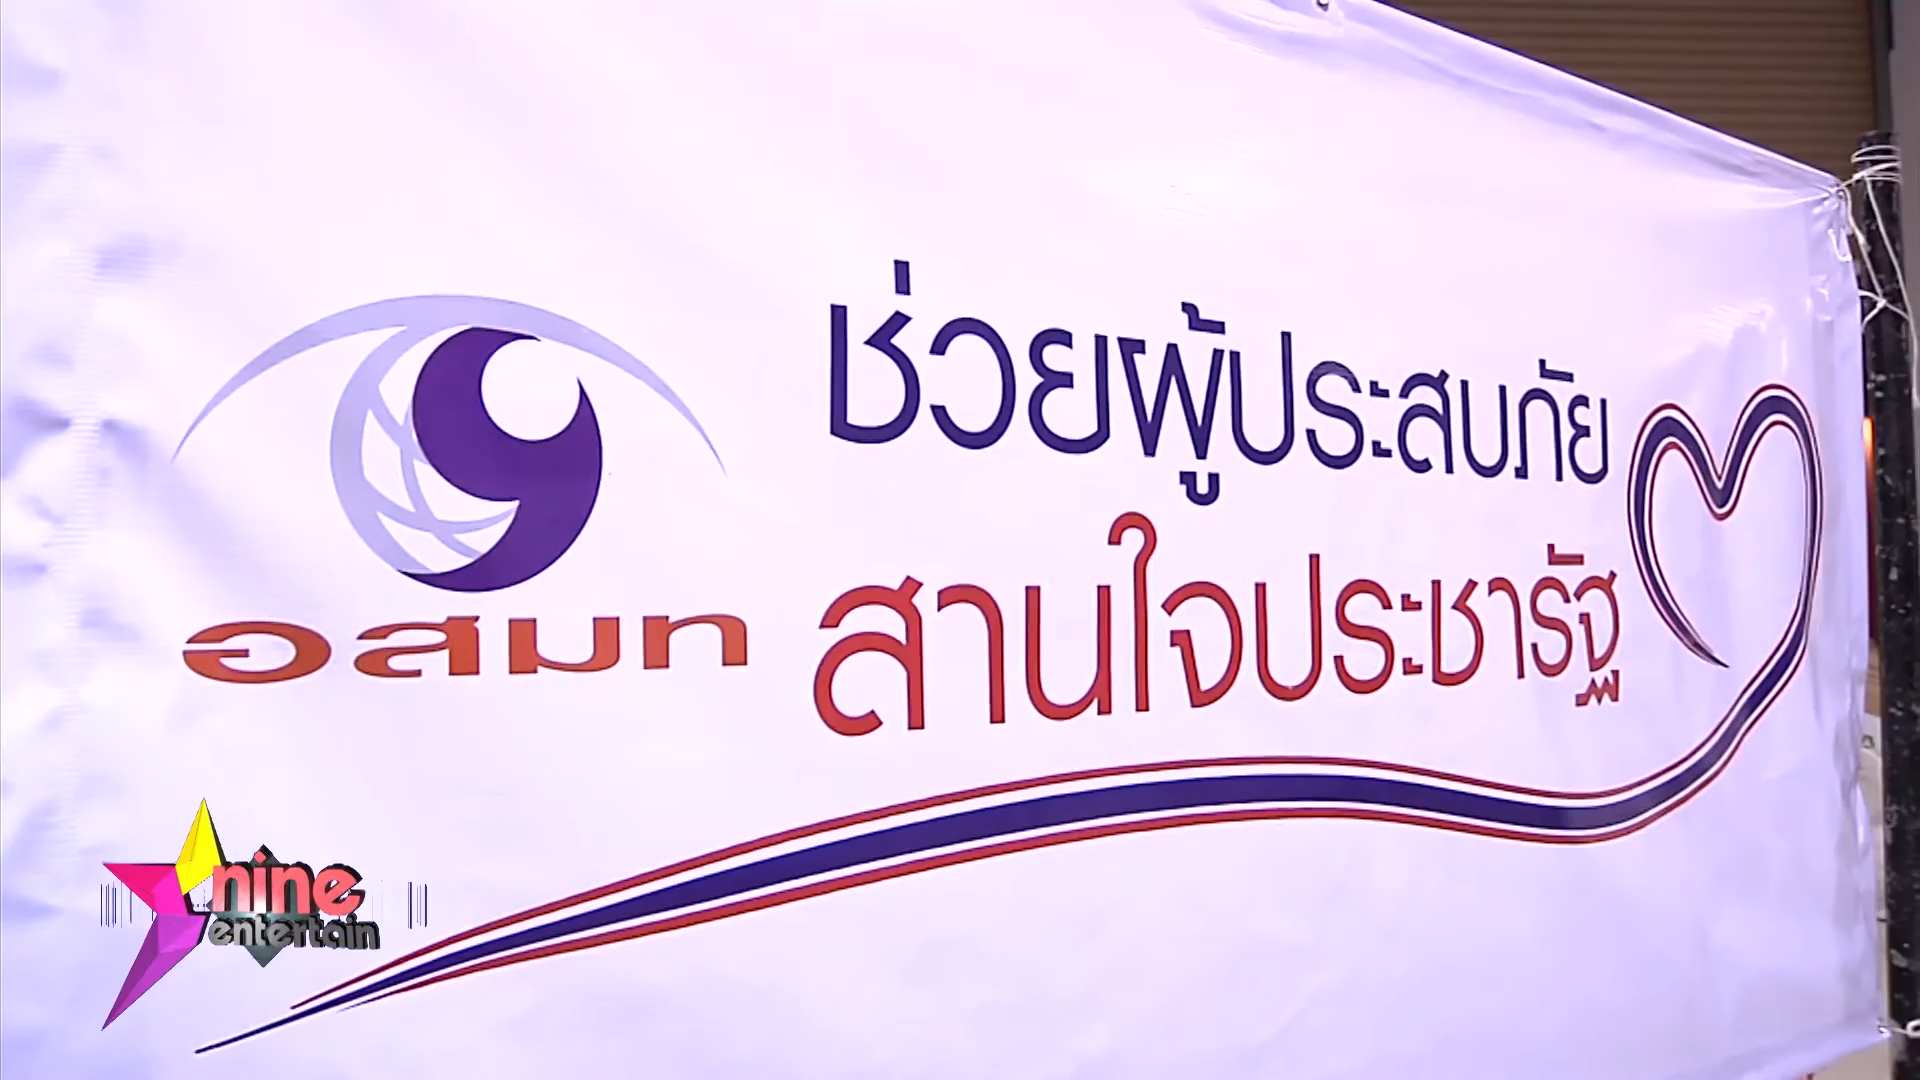 ช่วยผู้ประสบภัย
สานใจประชารัฐ
อสมท
nine
entertain